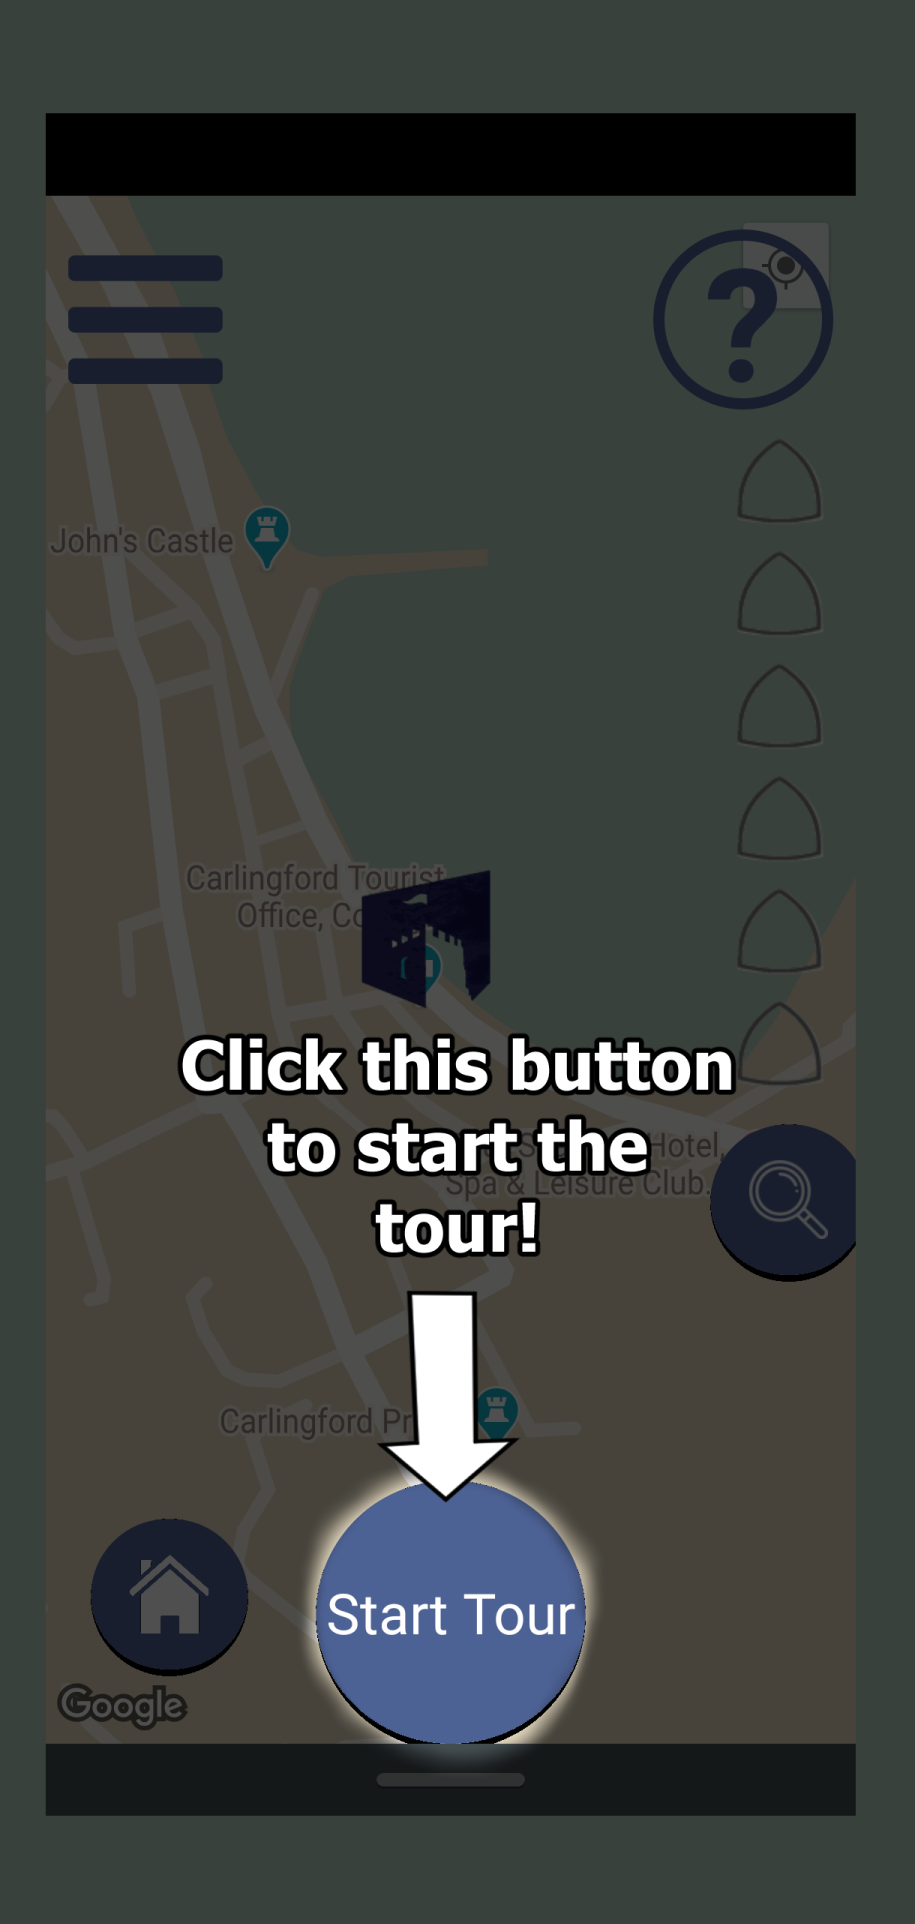 ?
John's Castle
Carlingford Tourist
Office, Co
Click this button
to start the
tour!
Hotel,
Spa & Leisure Club.
Carlingford Pr
Start Tour
Google